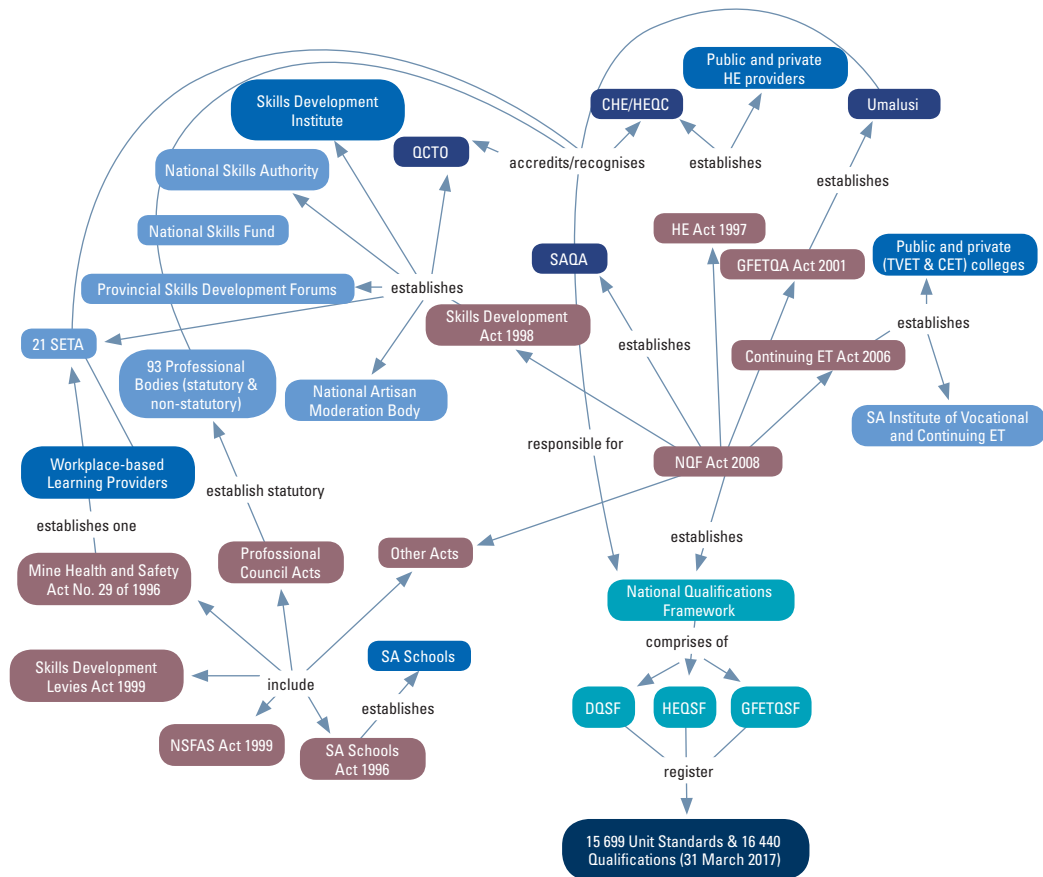 Public and private
HE providers
Skills Development
Institute
CHE/HEQC
Umalusi
QCTO
accredits/recognises
establishes
National Skills Authority
establishes
National Skills Fund
HE Act 1997
SAQA
GFETQA Act 2001
Public and private
(TVET & CET) colleges
Provincial Skills Development Forums
establishes
Skills Development
Act 1998
establishes
establishes
21 SETA
93 Professional
Bodies (statutory &
non-statutory)
Continuing ET Act 2006
National Artisan
Moderation Body
SA Institute of Vocational
and Continuing ET
responsible for
NQF Act 2008
Workplace-based
Learning Providers
establish statutory
establishes one
establishes
Mine Health and Safety
Act No. 29 of 1996
Profossional
Council Acts
Other Acts
National Qualifications
Framework
comprises of
SA Schools
Skills Development
Levies Act 1999
include
establishes
DQSF
HEQSF
GFETQSF
NSFAS Act 1999
SA Schools
Act 1996
register
15 699 Unit Standards & 16 440
Qualifications (31 March 2017)